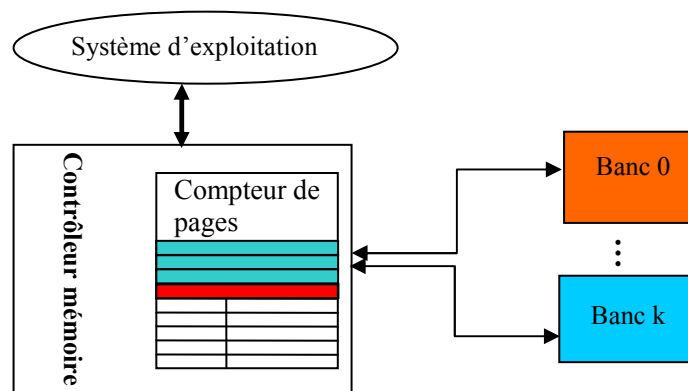 Système d’exploitation
Contrôleur mémoire
Compteur de
pages
Banc 0
...
Banc k